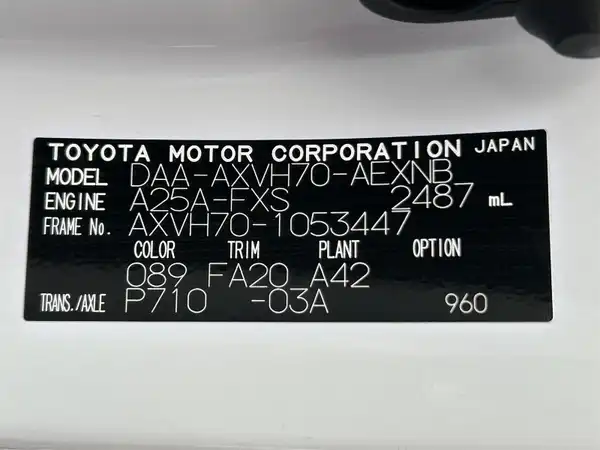 TOYOTA MOTOR CORPORATION JAPAN
MODEL DAA-AXVH70-AEXNB
ENGINE A25A-FXS 2487 mL
FRAME No. AXVH70-1053447
COLOR TRIM PLANT OPTION
089 FA20 A42
TRANS./AXLE P710 -03A 960